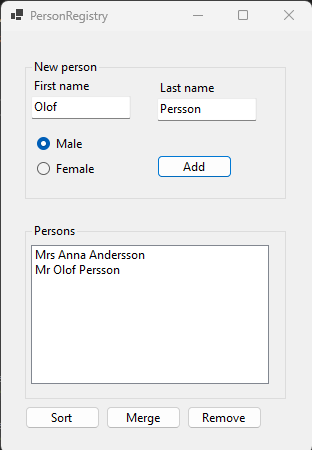 PersonRegistry
New person
First name
Last name
Olof
Persson
Male
Female
Add
Persons
Mrs Anna Andersson
Mr Olof Persson
Sort
Merge
Remove